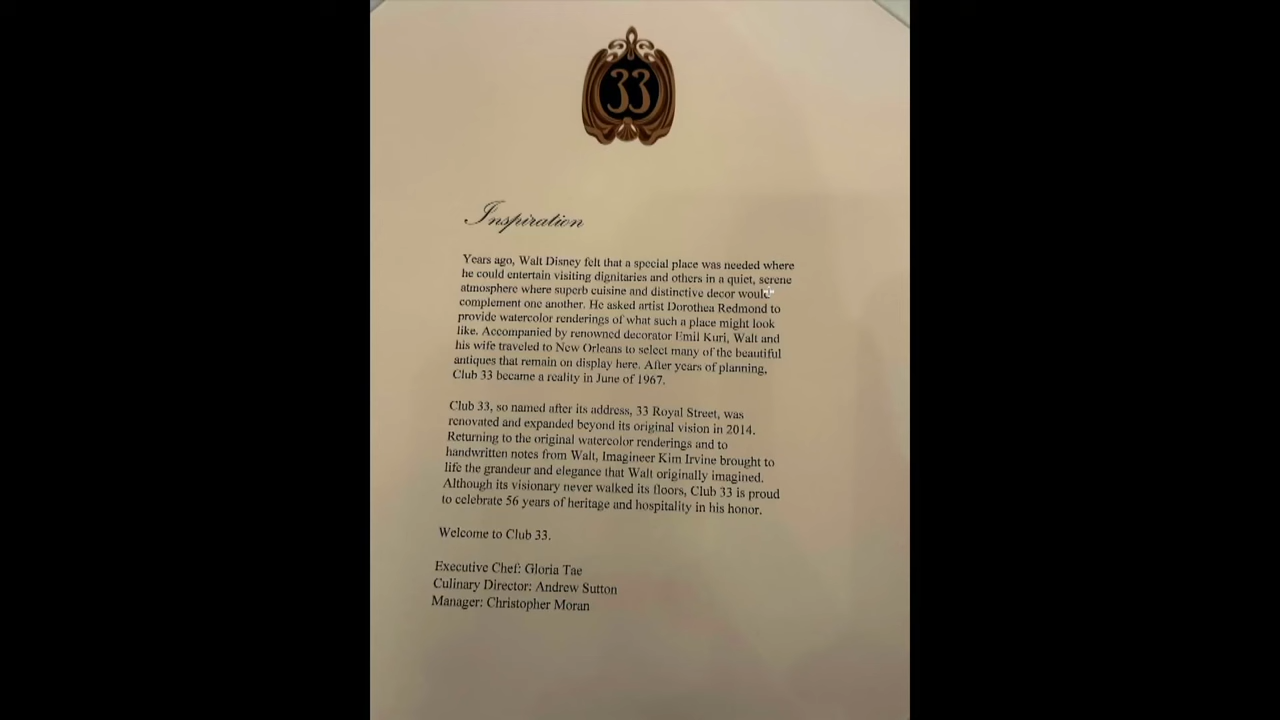 33
Inspiration
Years ago, Walt Disney felt that a special place was needed where
he could entertain visiting dignitaries and others in a quiet, serene
atmosphere where superb cuisine and distinctive decor would
complement one another. He asked artist Dorothea Redmond to
provide watercolor renderings of what such a place might look
like. Accompanied by renowned decorator Emil Kuri, Walt and
his wife traveled to New Orleans to select many of the beautiful
antiques that remain on display here. After years of planning,
Club 33 became a reality in June of 1967.
Club 33, so named after its address, 33 Royal Street, was
renovated and expanded beyond its original vision in 2014.
Returning to the original watercolor renderings and to
handwritten notes from Walt, Imagineer Kim Irvine brought to
life the grandeur and elegance that Walt originally imagined.
Although its visionary never walked its floors, Club 33 is proud
to celebrate 56 years of heritage and hospitality in his honor.
Welcome to Club 33.
Executive Chef: Gloria Tae
Culinary Director: Andrew Sutton
Manager: Christopher Moran